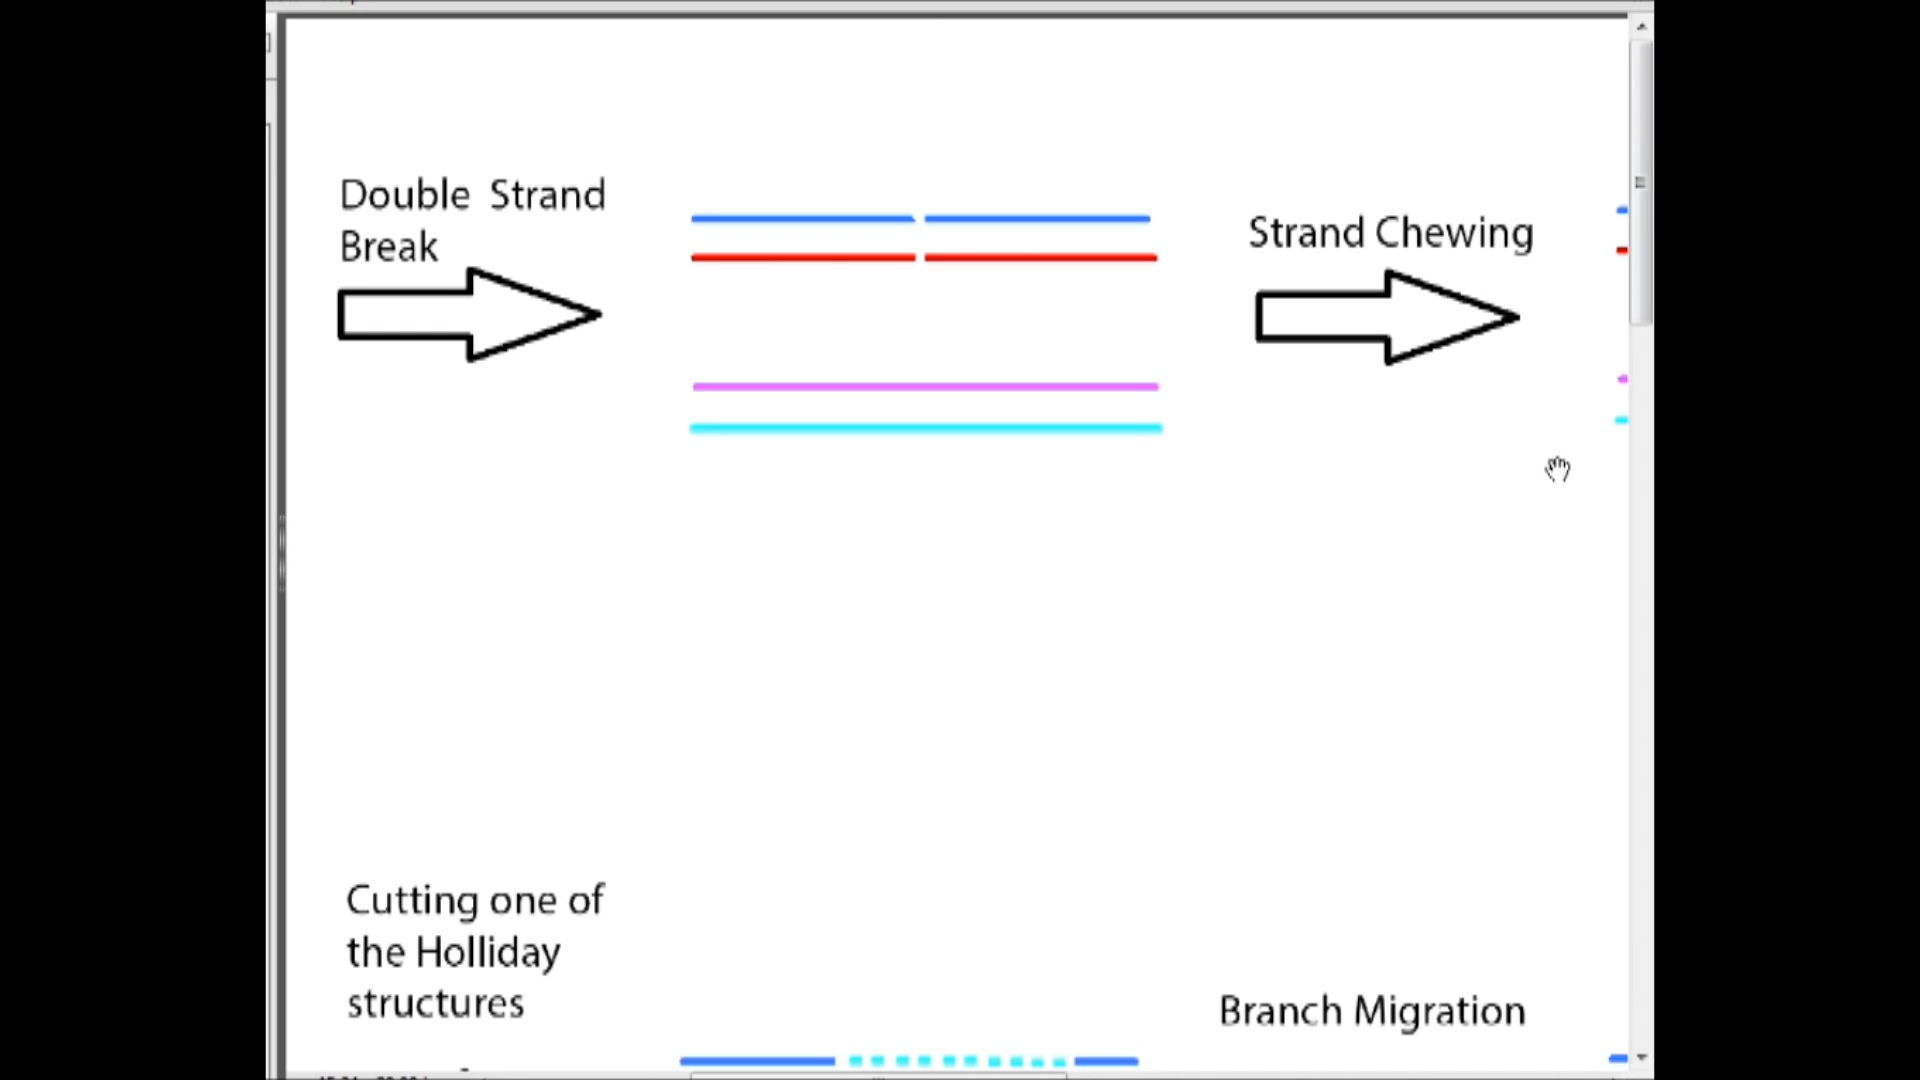 Double Strand
Break
Strand Chewing
Cutting one of
the Holliday
structures
Branch Migration